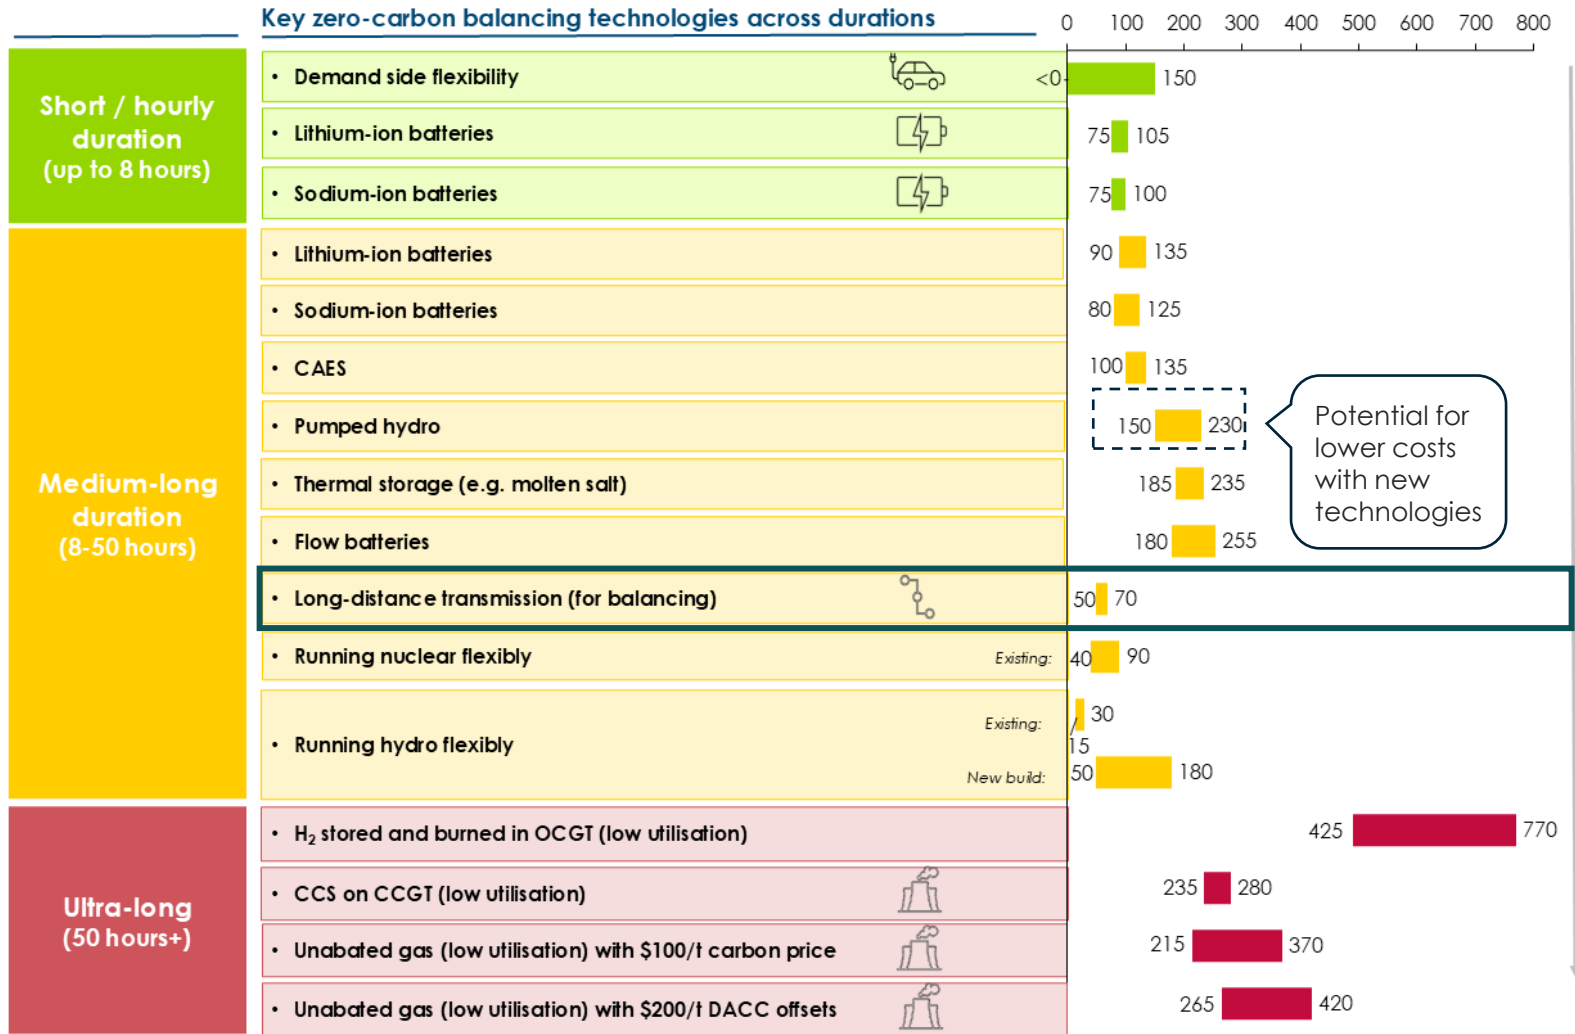 Key zero-carbon balancing technologies across durations
0 100 200 300 400 500 600 700 800
Short / hourly
duration
(up to 8 hours)
• Demand side flexibility
<0 150
• Lithium-ion batteries
75 105
• Sodium-ion batteries
75 100
Medium-long
duration
(8-50 hours)
• Lithium-ion batteries
90 135
• Sodium-ion batteries
80 125
• CAES
100 135
• Pumped hydro
150 230
Potential for
lower costs
with new
technologies
• Thermal storage (e.g. molten salt)
185 235
• Flow batteries
180 255
• Long-distance transmission (for balancing)
50 70
• Running nuclear flexibly
Existing: 40 90
• Running hydro flexibly
Existing: 30
15
New build: 50 180
Ultra-long
(50 hours+)
• H₂ stored and burned in OCGT (low utilisation)
425 770
• CCS on CCGT (low utilisation)
235 280
• Unabated gas (low utilisation) with $100/t carbon price
215 370
• Unabated gas (low utilisation) with $200/t DACC offsets
265 420